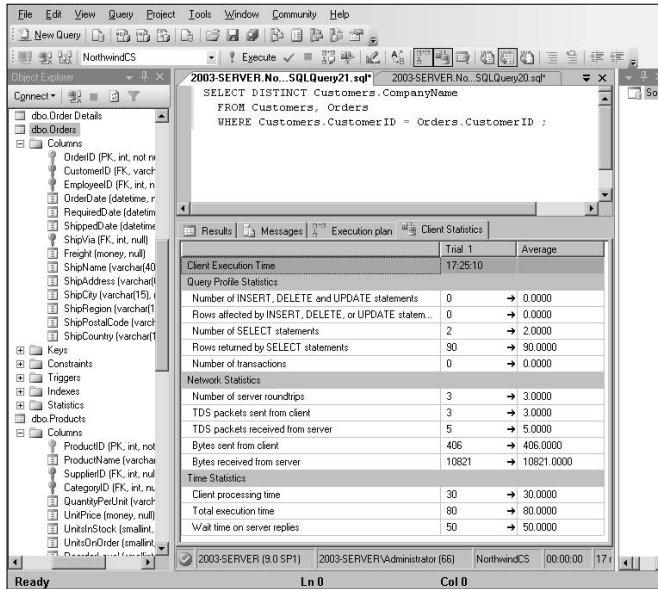 File Edit View Query Project Tools Window Community Help
New Query
NorthwindCS Execute
Object Explorer
Connect
dbo.Order Details
dbo.Orders
Columns
OrderID (PK, int, not nu
CustomerID (FK, varch
EmployeeID (FK, int, n
OrderDate (datetime, r
RequiredDate (datetim
ShippedDate (datetime
ShipVia (FK, int, null)
Freight (money, null)
ShipName (varchar(40
ShipAddress (varchar(
ShipCity (varchar(15),
ShipRegion (varchar(1
ShipPostalCode (varch
ShipCountry (varchar(1
Keys
Constraints
Triggers
Indexes
Statistics
dbo.Products
Columns
ProductID (PK, int, not
ProductName (varchar
SupplierID (FK, int, nul
CategoryID (FK, int, nu
QuantityPerUnit (varch
UnitPrice (money, null)
UnitsInStock (smallint,
UnitsOnOrder (smallint,
2003-SERVER.No...SQLQuery21.sql* 2003-SERVER.No...SQLQuery20.sql*
SELECT DISTINCT Customers.CompanyName
FROM Customers, Orders
WHERE Customers.CustomerID = Orders.CustomerID ;
Results Messages Execution plan Client Statistics
Trial 1 Average
Client Execution Time 17:25:10
Query Profile Statistics
Number of INSERT, DELETE and UPDATE statements 0 → 0.0000
Rows affected by INSERT, DELETE, or UPDATE statem... 0 → 0.0000
Number of SELECT statements 2 → 2.0000
Rows returned by SELECT statements 90 → 90.0000
Number of transactions 0 → 0.0000
Network Statistics
Number of server roundtrips 3 → 3.0000
TDS packets sent from client 3 → 3.0000
TDS packets received from server 5 → 5.0000
Bytes sent from client 406 → 406.0000
Bytes received from server 10821 → 10821.0000
Time Statistics
Client processing time 30 → 30.0000
Total execution time 80 → 80.0000
Wait time on server replies 50 → 50.0000
2003-SERVER (9.0 SP1) 2003-SERVER\Administrator (66) NorthwindCS 00:00:00 17 r
So
Ready Ln 0 Col 0